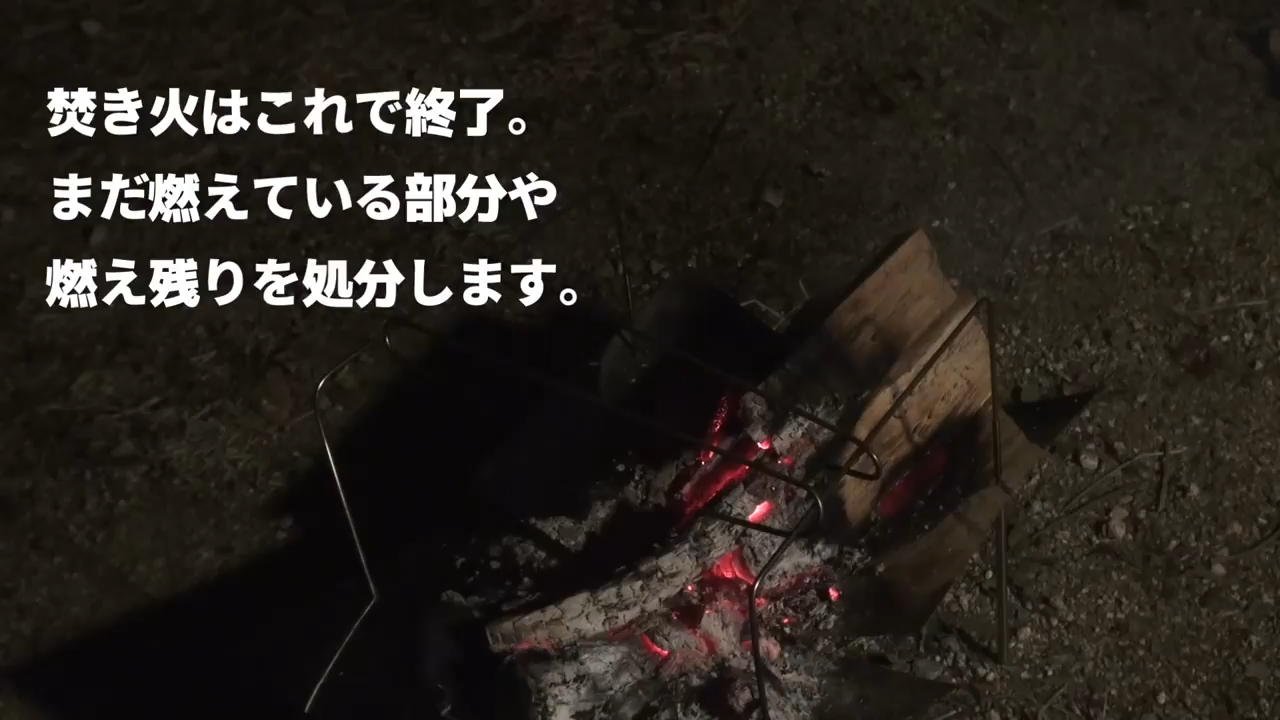 焚き火はこれで終了。
まだ燃えている部分や
燃え残りを処分します。